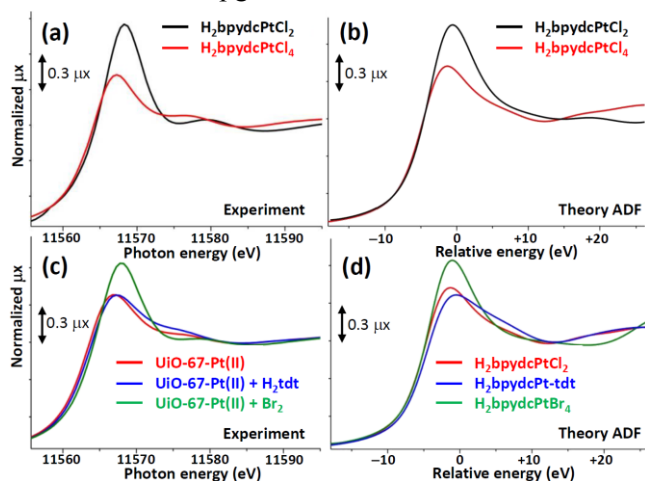 (a)
H₂bpydcPtCl₂
H₂bpydcPtCl₄
0.3 μx
Normalized μx
Experiment
11560 11570 11580 11590
Photon energy (eV)
(b)
H₂bpydcPtCl₂
H₂bpydcPtCl₄
0.3 μx
Theory ADF
−10 0 +10 +20
Relative energy (eV)
(c)
0.3 μx
Normalized μx
UiO-67-Pt(II)
UiO-67-Pt(II) + H₂tdt
UiO-67-Pt(II) + Br₂
Experiment
11560 11570 11580 11590
Photon energy (eV)
(d)
0.3 μx
H₂bpydcPtCl₂
H₂bpydcPt-tdt
H₂bpydcPtBr₄
Theory ADF
−10 0 +10 +20
Relative energy (eV)